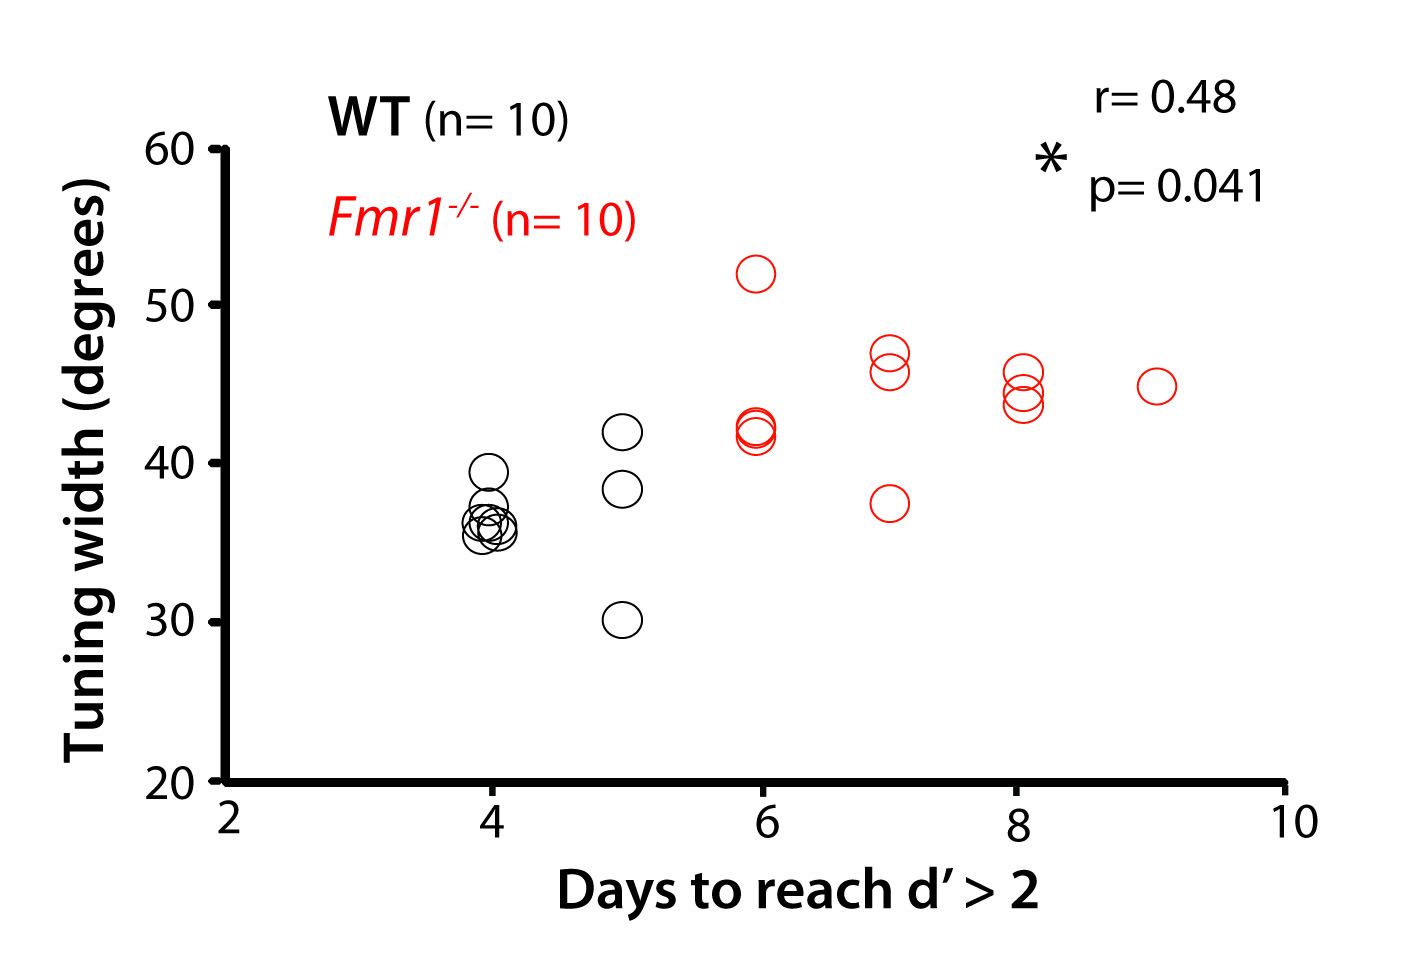 WT (n= 10)
Fmr1-/- (n= 10)
r= 0.48
*
p= 0.041
Tuning width (degrees)
60
50
40
30
20
2 4 6 8 10
Days to reach d′ > 2